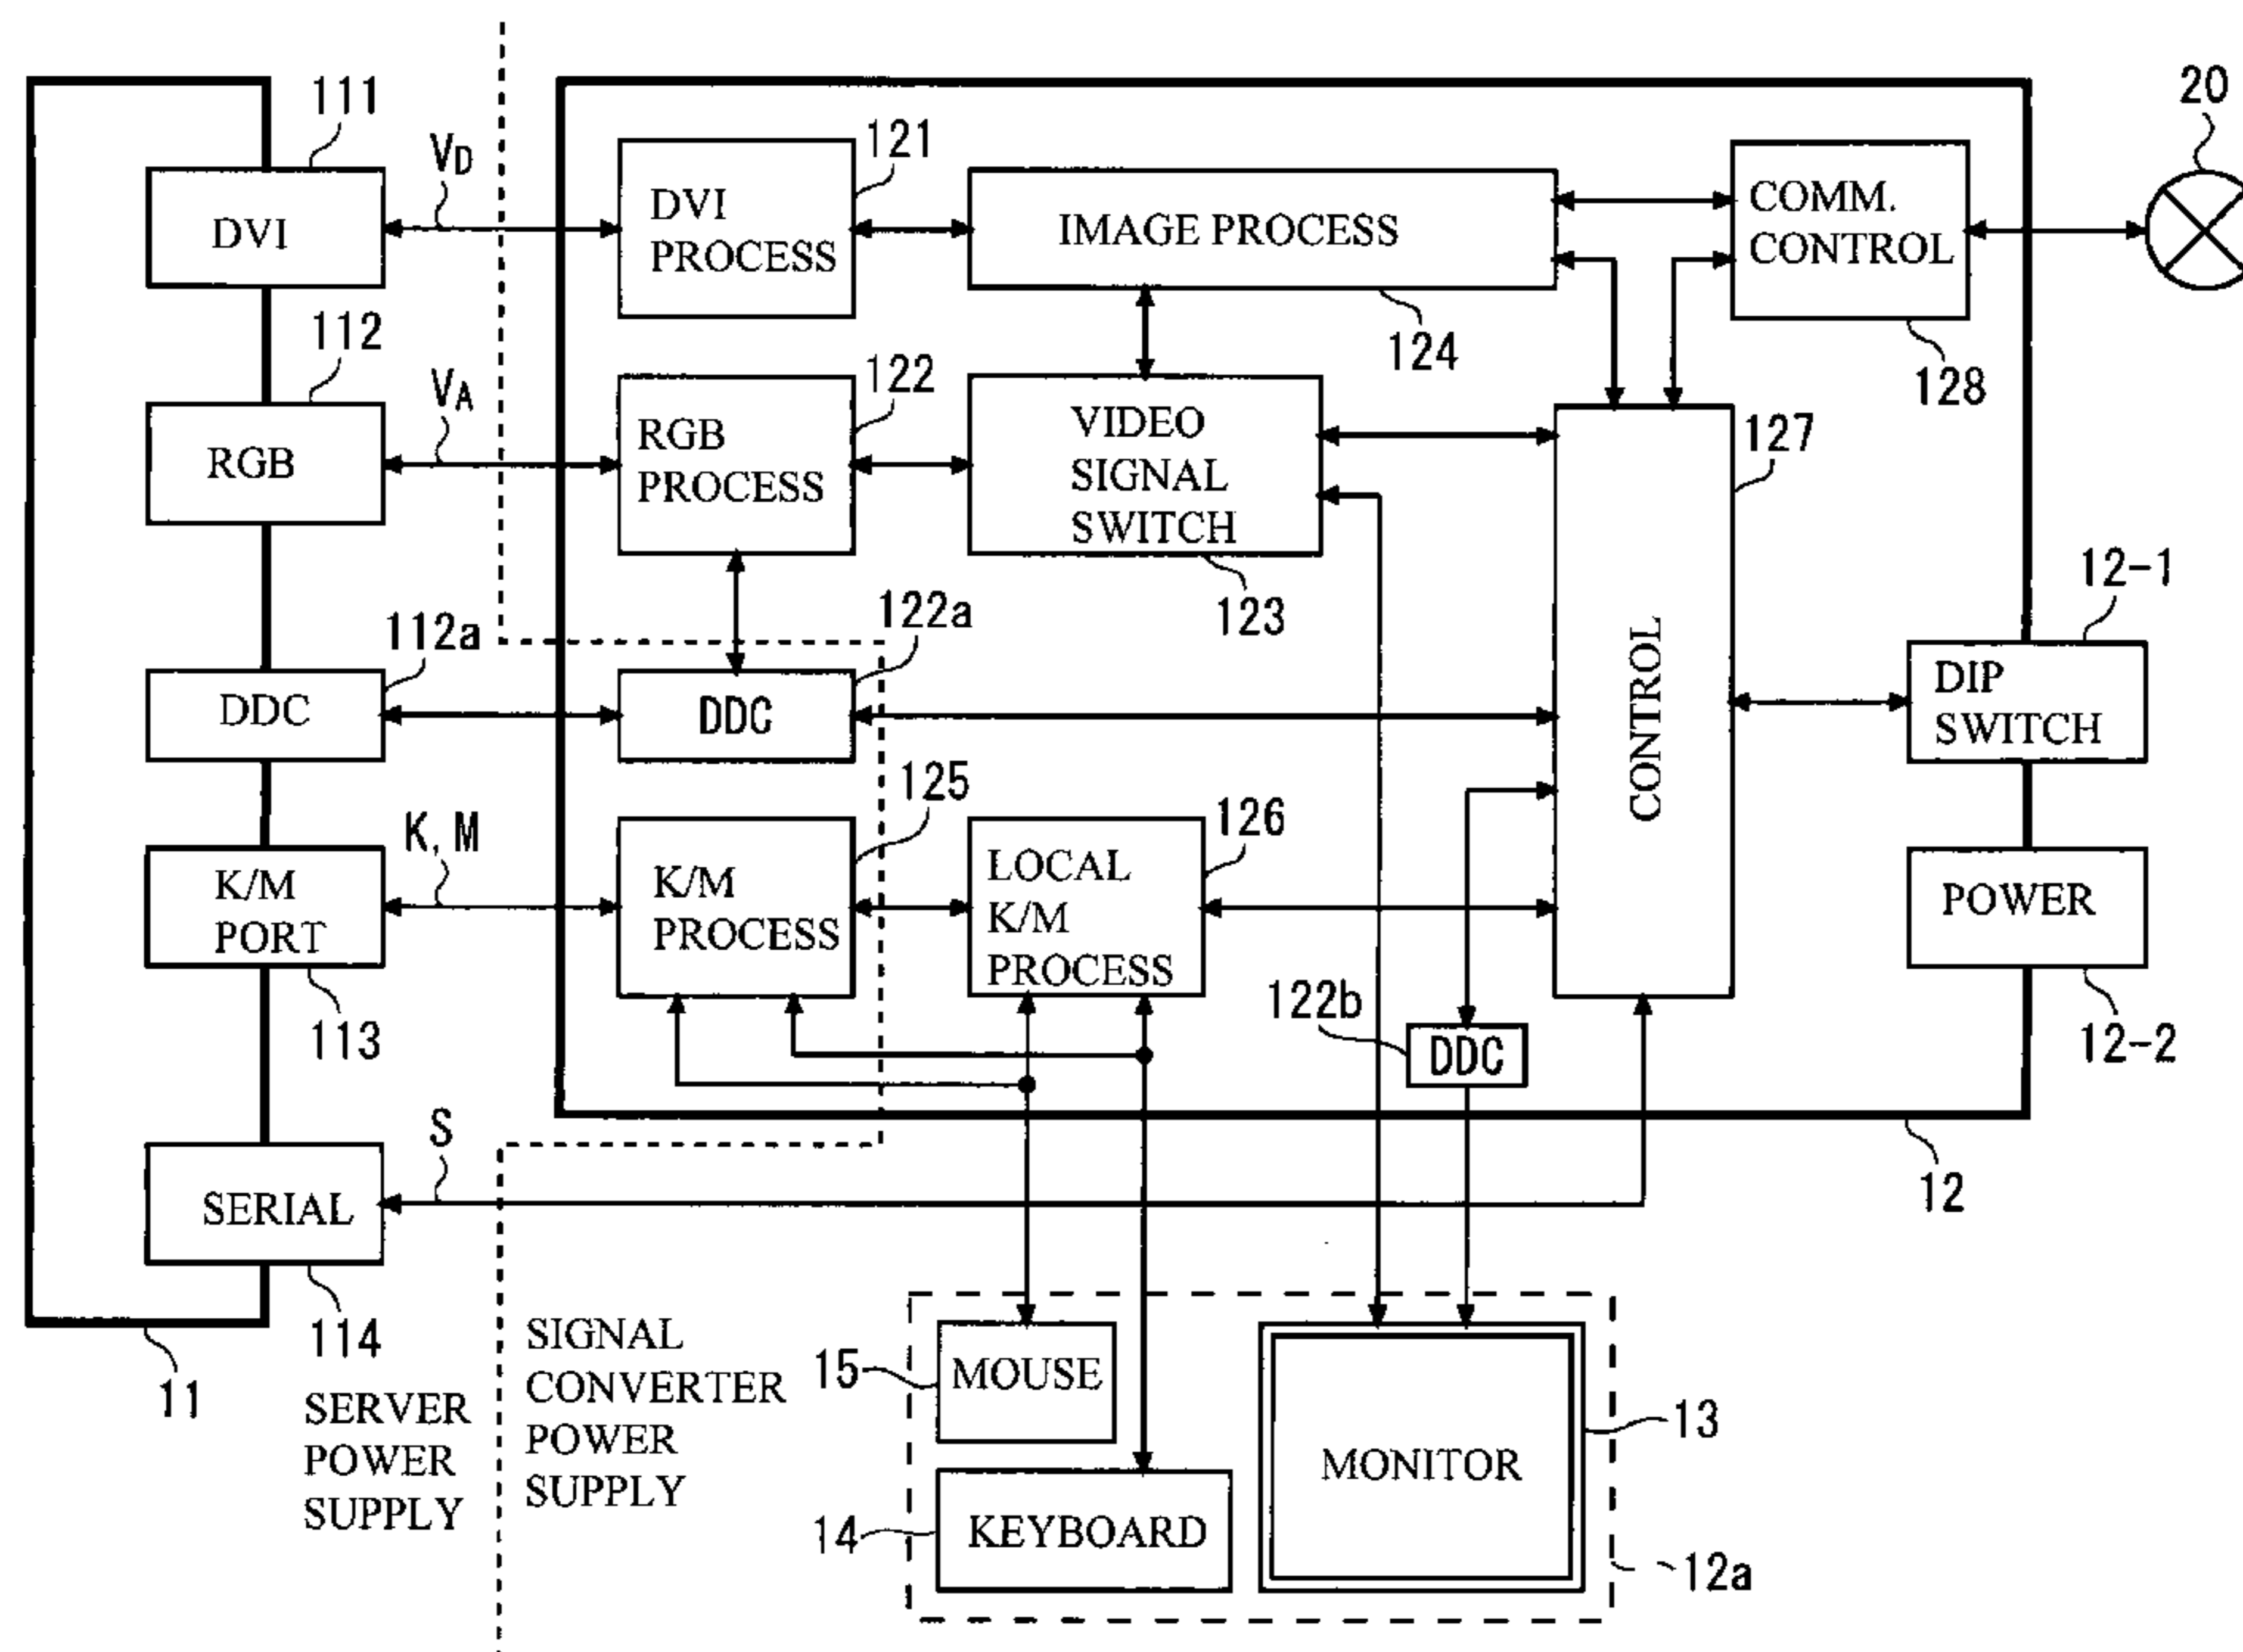 111
VD
DVI
112
VA
RGB
112a
DDC
K, M
K/M
PORT
113
S
SERIAL
114
11
SERVER
POWER
SUPPLY
SIGNAL
CONVERTER
POWER
SUPPLY
121
DVI
PROCESS
IMAGE PROCESS
124
COMM.
CONTROL
128
20
122
RGB
PROCESS
VIDEO
SIGNAL
SWITCH
123
127
CONTROL
122a
DDC
12-1
DIP
SWITCH
125
K/M
PROCESS
126
LOCAL
K/M
PROCESS
POWER
12-2
122b
DDC
12
15
MOUSE
14
KEYBOARD
MONITOR
13
12a